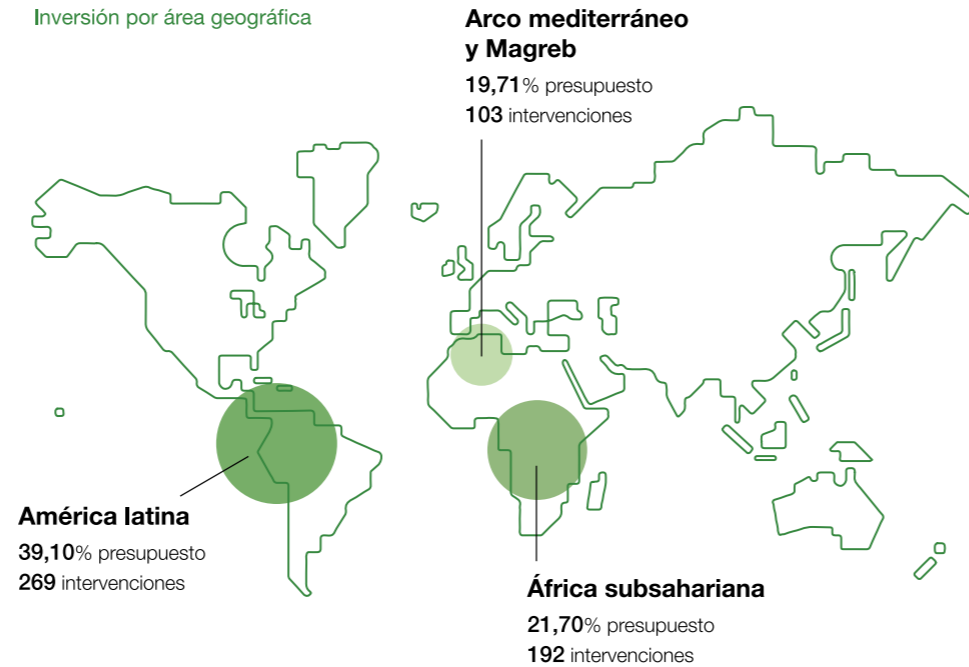 Inversión por área geográfica
Arco mediterráneo
y Magreb
19,71% presupuesto
103 intervenciones
América latina
39,10% presupuesto
269 intervenciones
África subsahariana
21,70% presupuesto
192 intervenciones